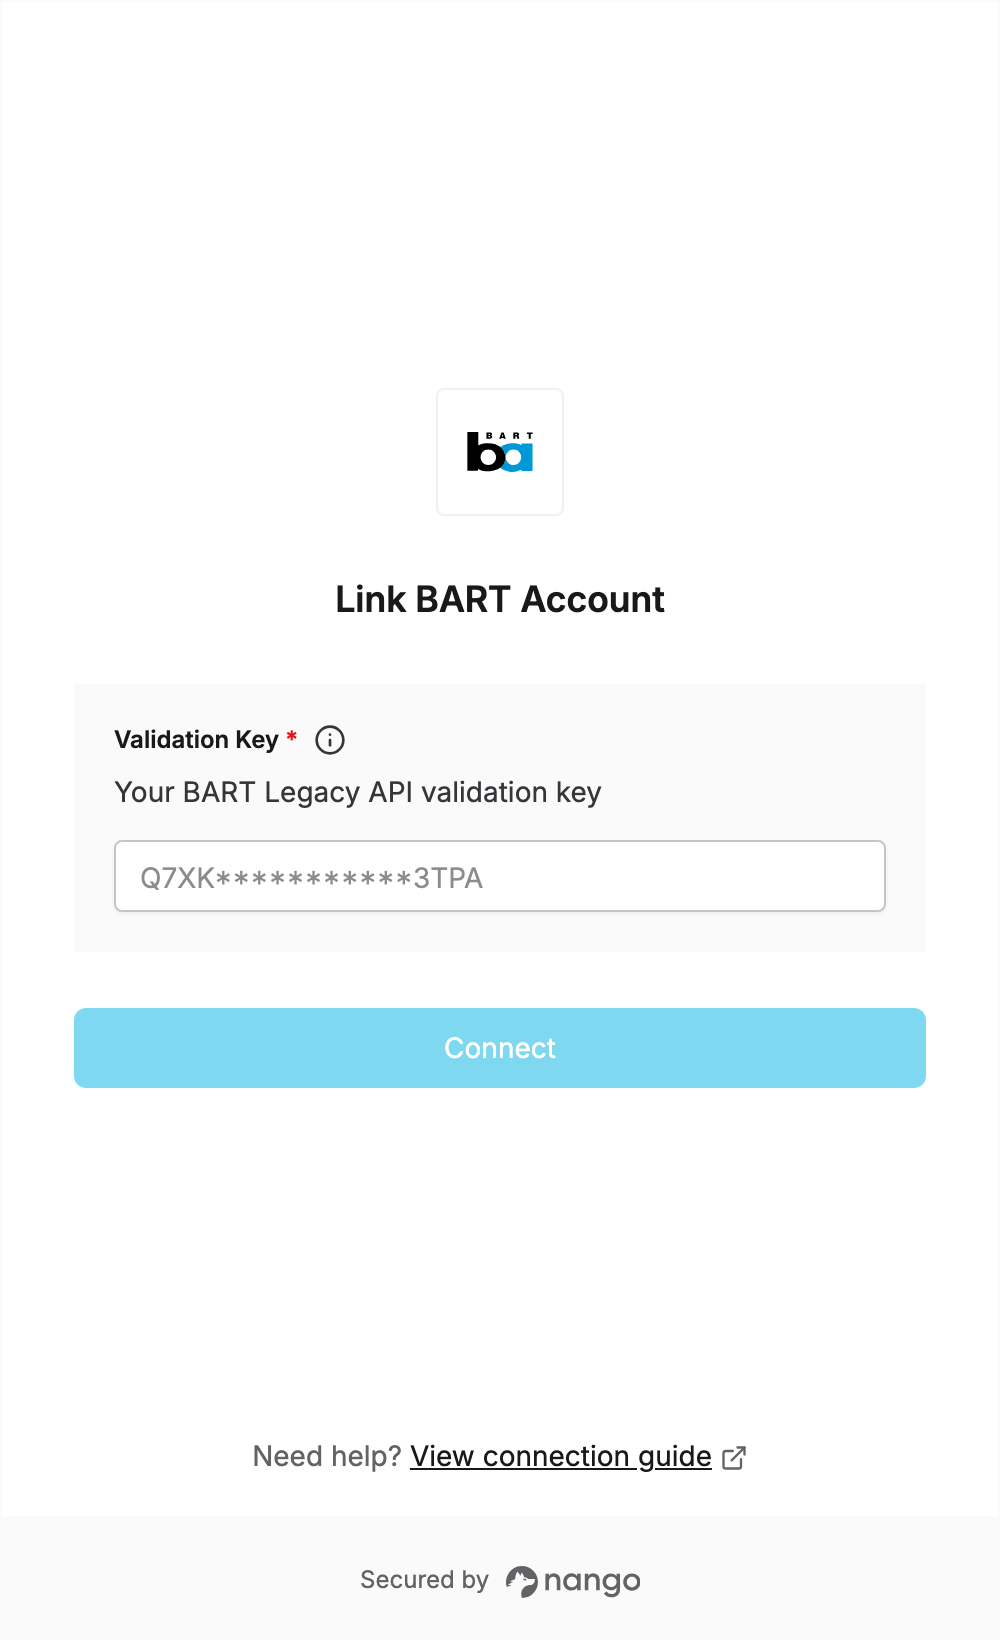 BART
ba
Link BART Account
Validation Key *
Your BART Legacy API validation key
Q7XK***********3TPA
Connect
Need help? View connection guide
Secured by nango